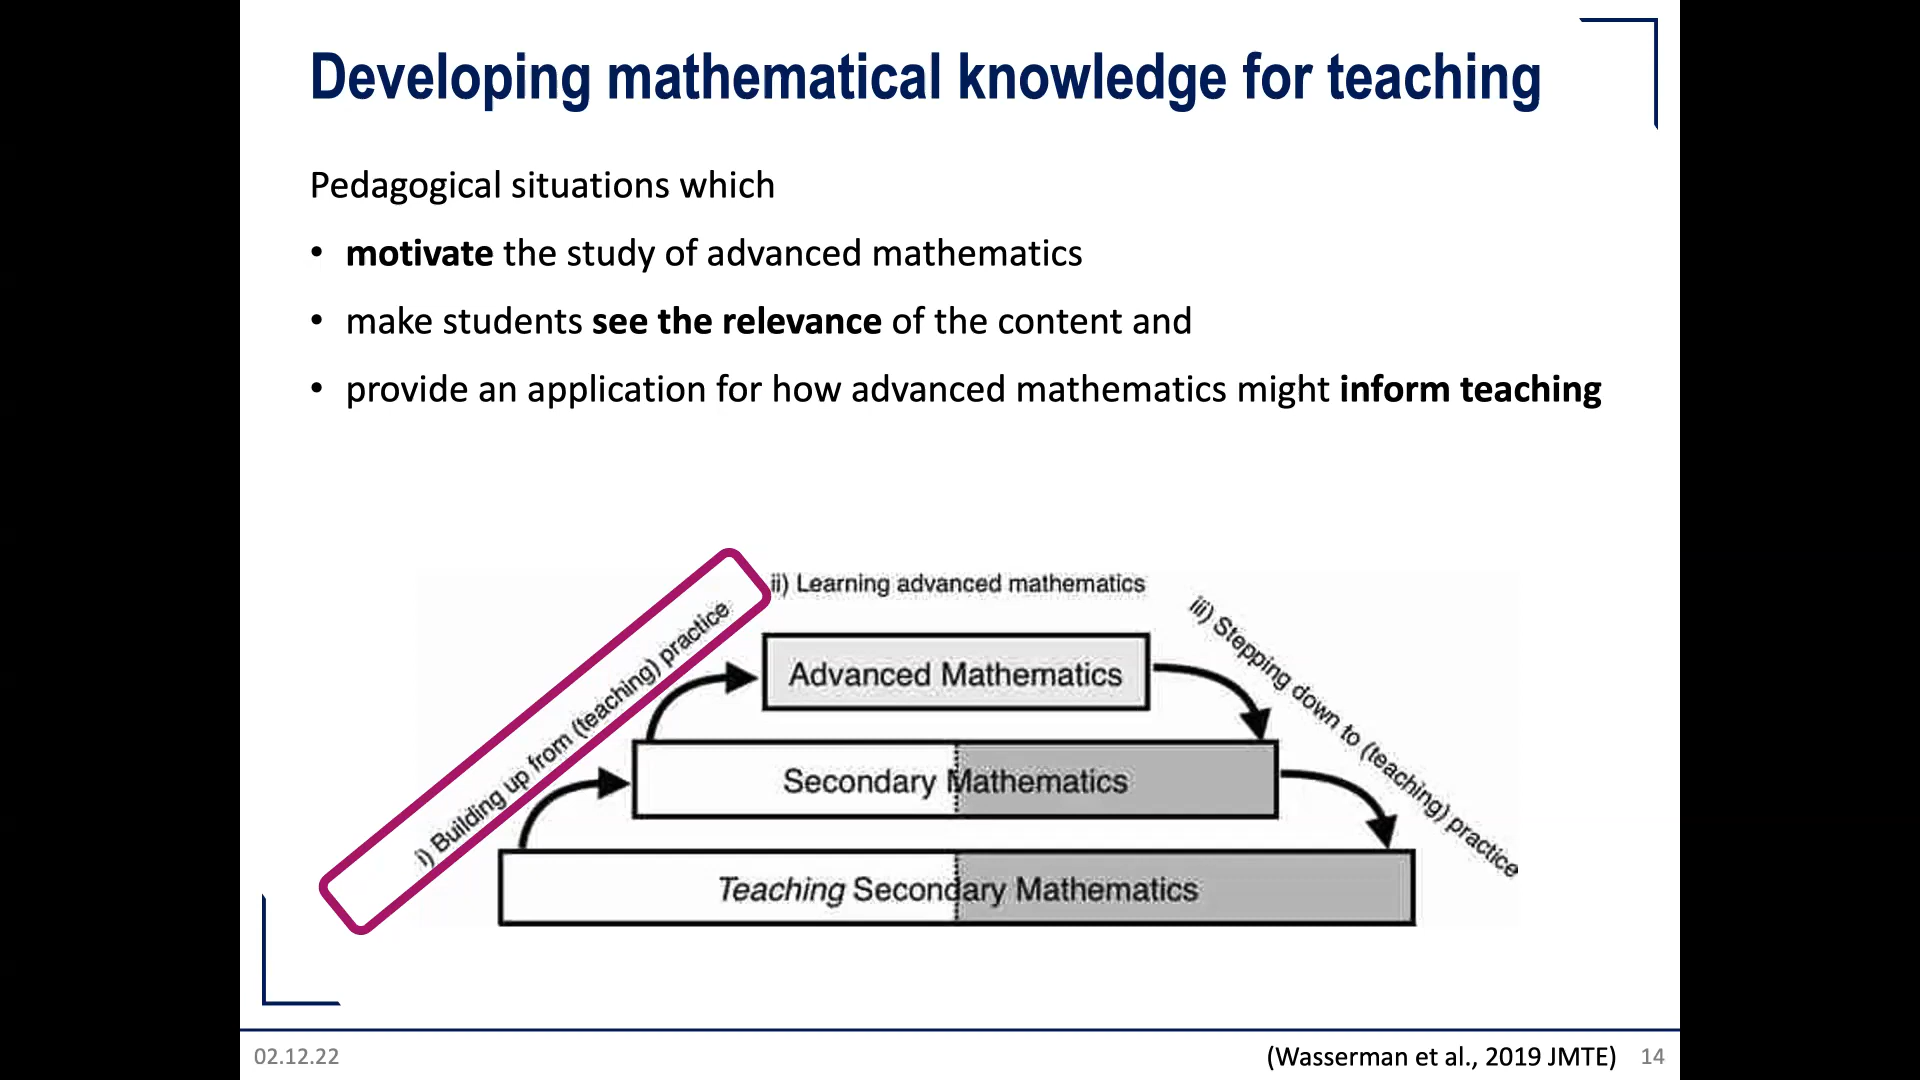 Developing mathematical knowledge for teaching
Pedagogical situations which
• motivate the study of advanced mathematics
• make students see the relevance of the content and
• provide an application for how advanced mathematics might inform teaching
i) Building up from (teaching) practice
ii) Learning advanced mathematics
iii) Stepping down to (teaching) practice
Advanced Mathematics
Secondary Mathematics
Teaching Secondary Mathematics
02.12.22
(Wasserman et al., 2019 JMTE)
14